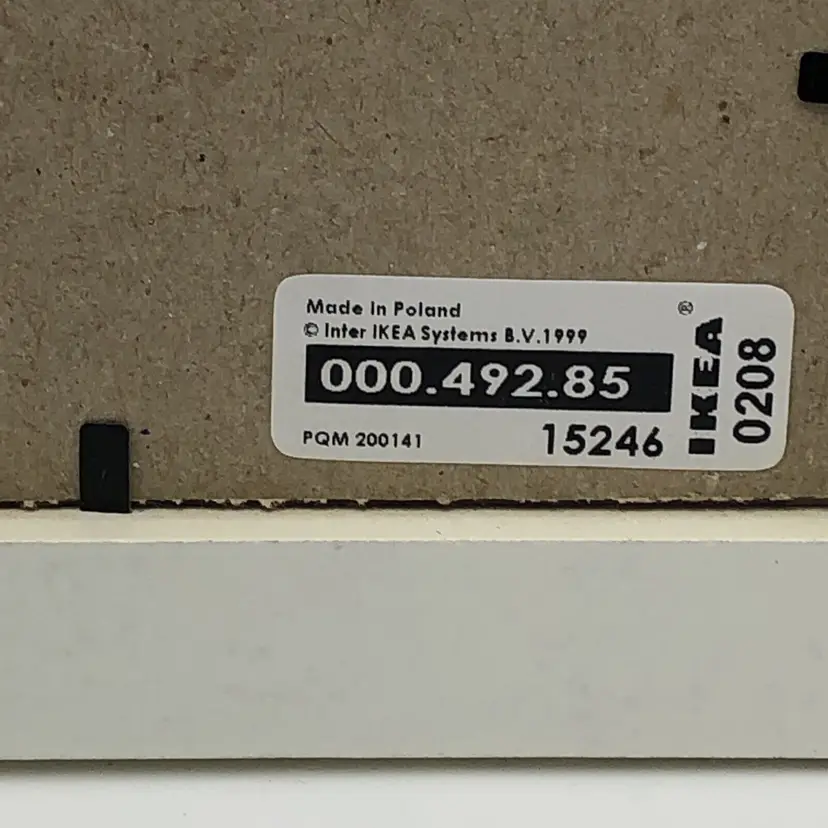 Made in Poland
© Inter IKEA Systems B.V.1999
000.492.85
PQM 200141
15246
®
IKEA
0208